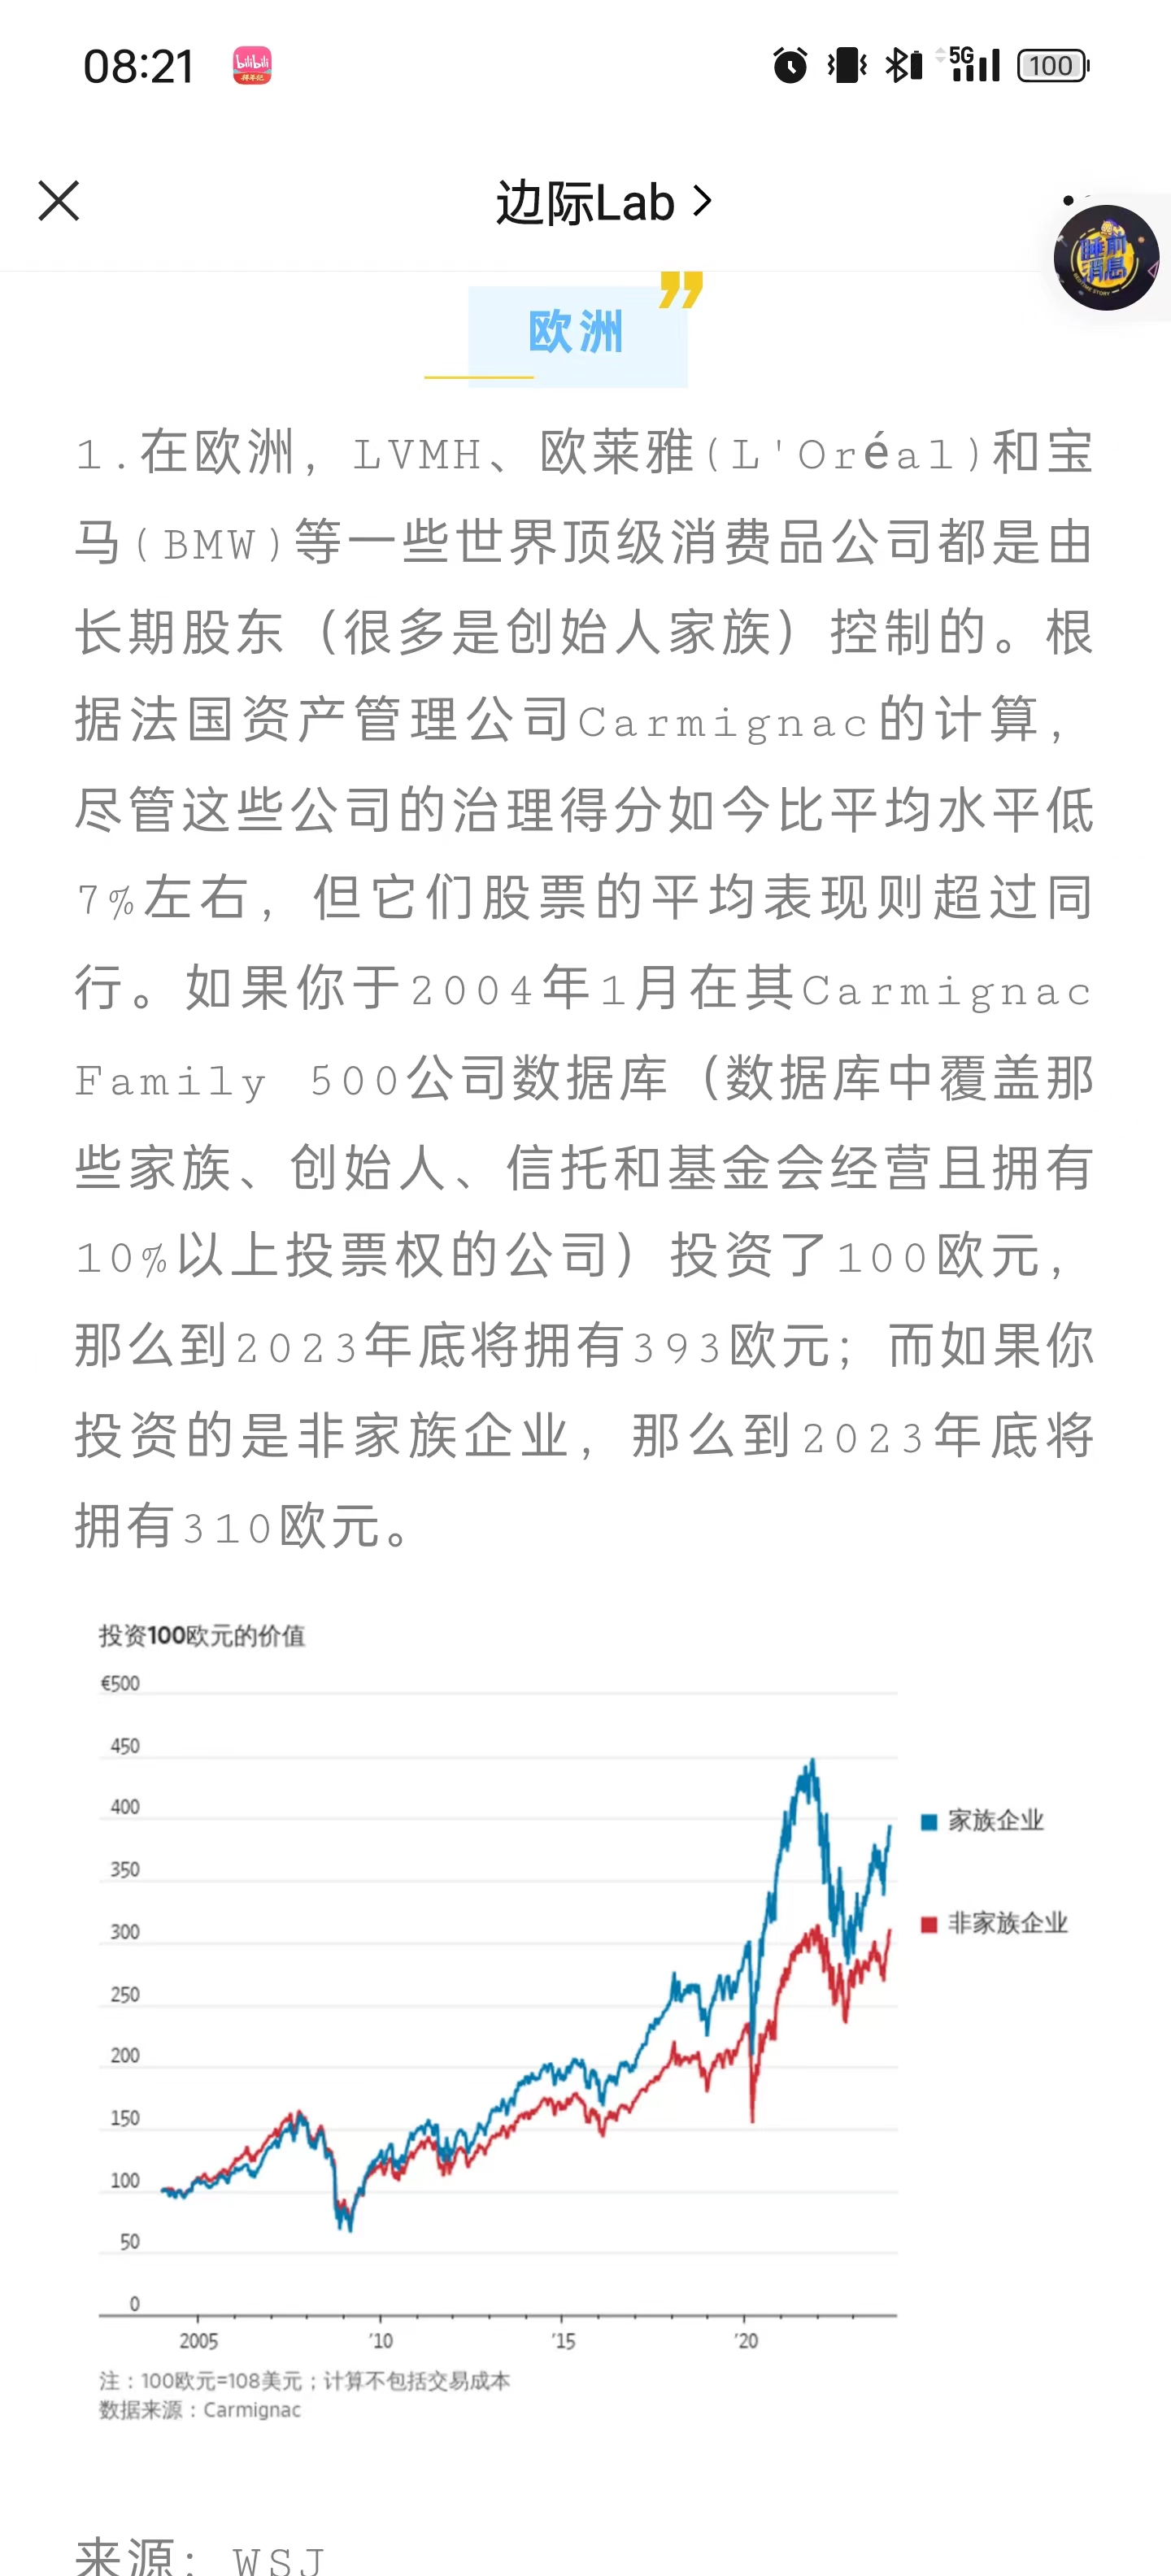 08:21
bilibili
5G
100
边际Lab
睡前
消息
BEDTIME STORY
欧洲
1.在欧洲，LVMH、欧莱雅(L'Oréal)和宝
马(BMW)等一些世界顶级消费品公司都是由
长期股东（很多是创始人家族）控制的。根
据法国资产管理公司Carmignac的计算，
尽管这些公司的治理得分如今比平均水平低
7%左右，但它们股票的平均表现则超过同
行。如果你于2004年1月在其Carmignac
Family 500公司数据库（数据库中覆盖那
些家族、创始人、信托和基金会经营且拥有
10%以上投票权的公司）投资了100欧元，
那么到2023年底将拥有393欧元；而如果你
投资的是非家族企业，那么到2023年底将
拥有310欧元。
投资100欧元的价值
€500
450
400
350
300
250
200
150
100
50
0
家族企业
非家族企业
2005 '10 '15 '20
注：100欧元=108美元；计算不包括交易成本
数据来源：Carmignac
来源：WSJ